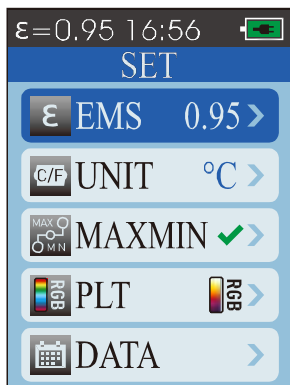 ε=0.95 16:56
SET
ε EMS 0.95
C/F UNIT °C
MAX MIN MAXMIN
RGB PLT RGB
DATA